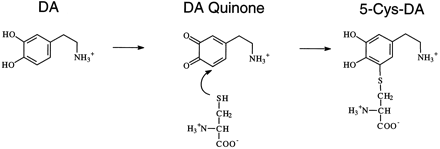 DA DA Quinone 5-Cys-DA
HO
HO
NH₃⁺
O
O
NH₃⁺
HO
HO
NH₃⁺
SH
CH₂
H₃⁺N—CH
COO⁻
S
CH₂
H₃⁺N—CH
COO⁻